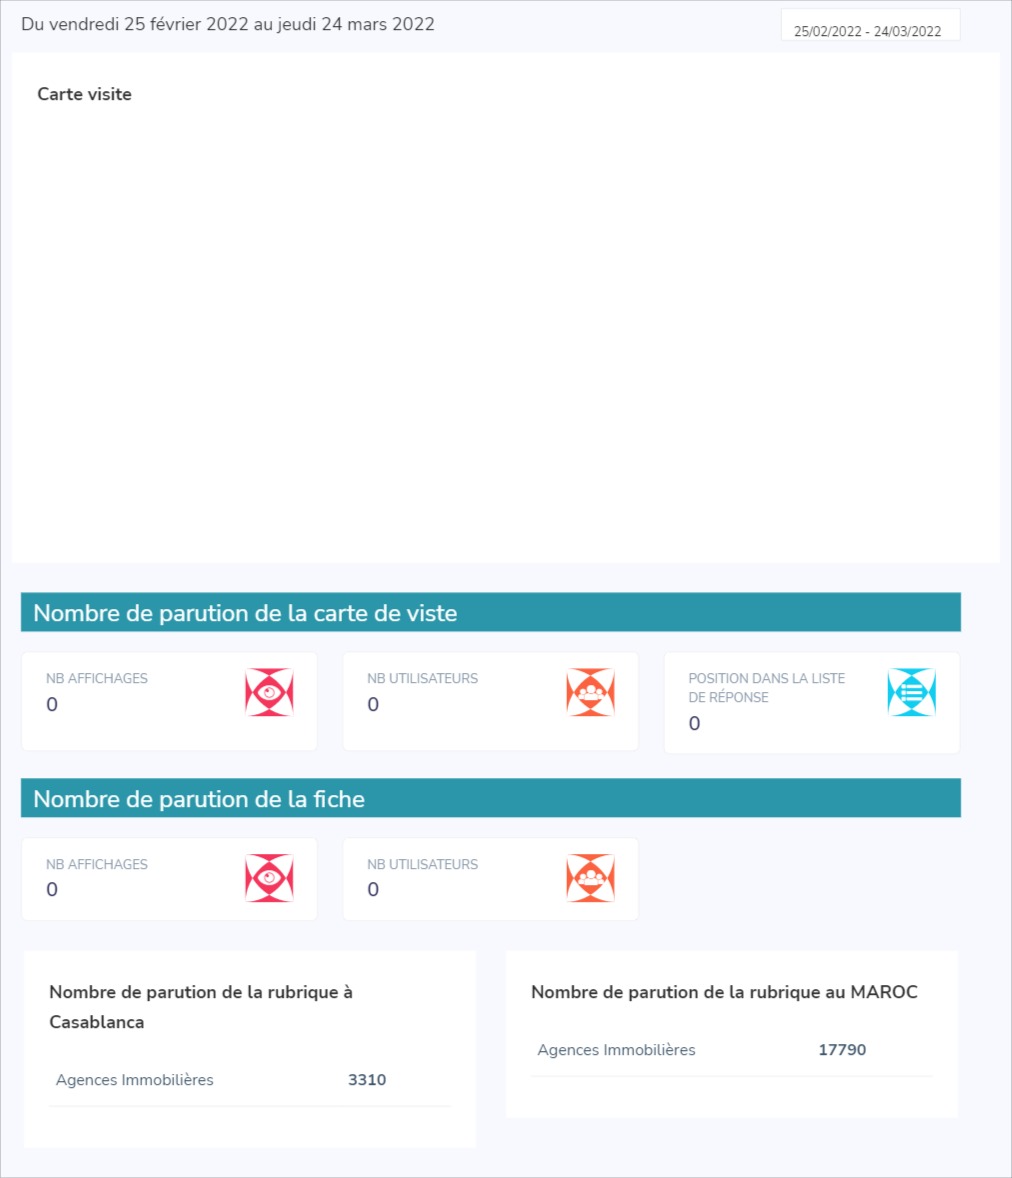 Du vendredi 25 février 2022 au jeudi 24 mars 2022
25/02/2022 - 24/03/2022
Carte visite
Nombre de parution de la carte de viste
NB AFFICHAGES
0
NB UTILISATEURS
0
POSITION DANS LA LISTE
DE RÉPONSE
0
Nombre de parution de la fiche
NB AFFICHAGES
0
NB UTILISATEURS
0
Nombre de parution de la rubrique à
Casablanca
Agences Immobilières 3310
Nombre de parution de la rubrique au MAROC
Agences Immobilières 17790